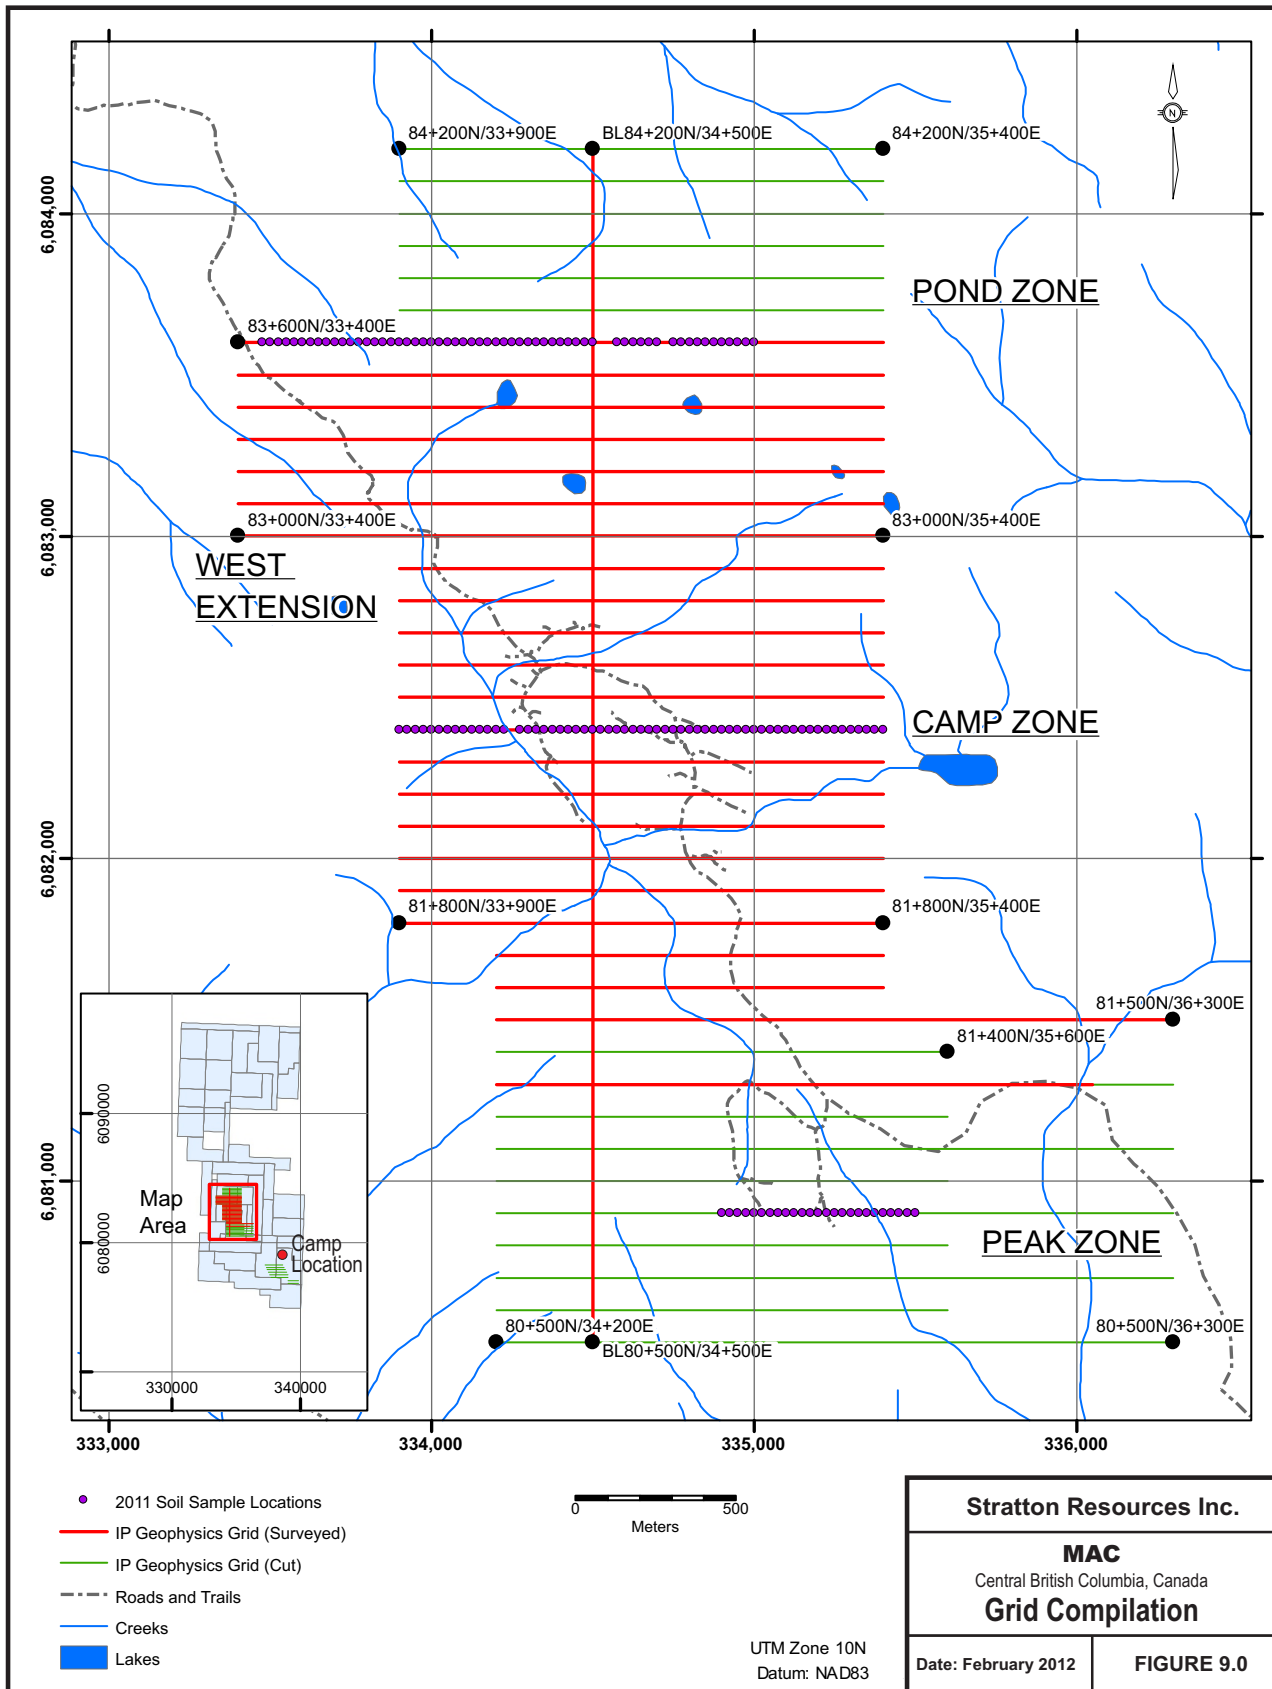 84+200N/33+900E
BL84+200N/34+500E
84+200N/35+400E
N
6,084,000
POND ZONE
83+600N/33+400E
83+000N/33+400E
83+000N/35+400E
6,083,000
WEST
EXTENSION
CAMP ZONE
6,082,000
81+800N/33+900E
81+800N/35+400E
81+500N/36+300E
81+400N/35+600E
6,081,000
PEAK ZONE
80+500N/34+200E
BL80+500N/34+500E
80+500N/36+300E
6090000
Map
Area
6080000
Camp
Location
330000
340000
333,000
334,000
335,000
336,000
2011 Soil Sample Locations
IP Geophysics Grid (Surveyed)
IP Geophysics Grid (Cut)
Roads and Trails
Creeks
Lakes
0
500
Meters
UTM Zone 10N
Datum: NAD83
Stratton Resources Inc.
MAC
Central British Columbia, Canada
Grid Compilation
Date: February 2012
FIGURE 9.0